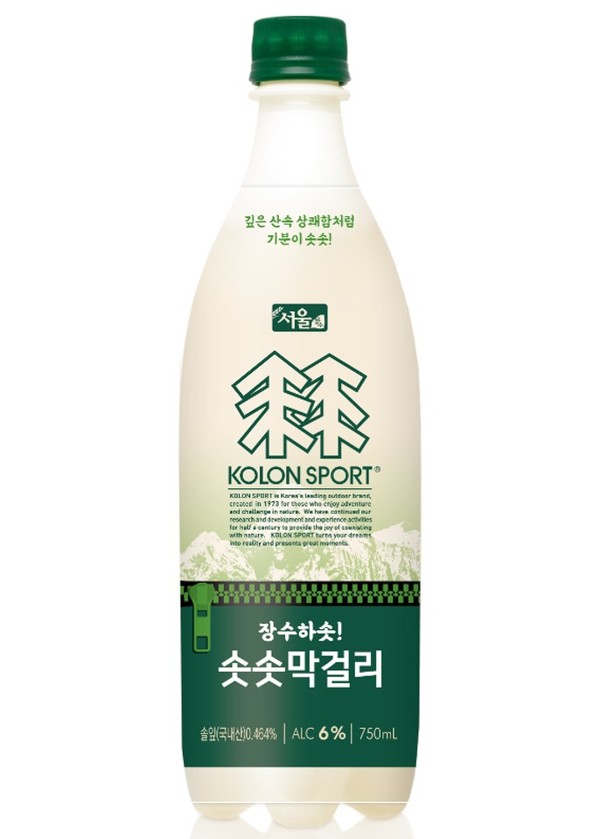 깊은 산속 상쾌함처럼
기분이 솟솟!
서울
KOLON SPORT®
KOLON SPORT is Korea's leading outdoor brand,
created in 1973 for those who enjoy adventure
and challenge in nature. We have continued our
research and development and experience activities
for half a century to provide the joy of coexisting
with nature. KOLON SPORT turns your dreams
into reality and presents great moments.
장수하솟!
솟솟막걸리
솔잎(국내산)0.464% | ALC 6% | 750mL